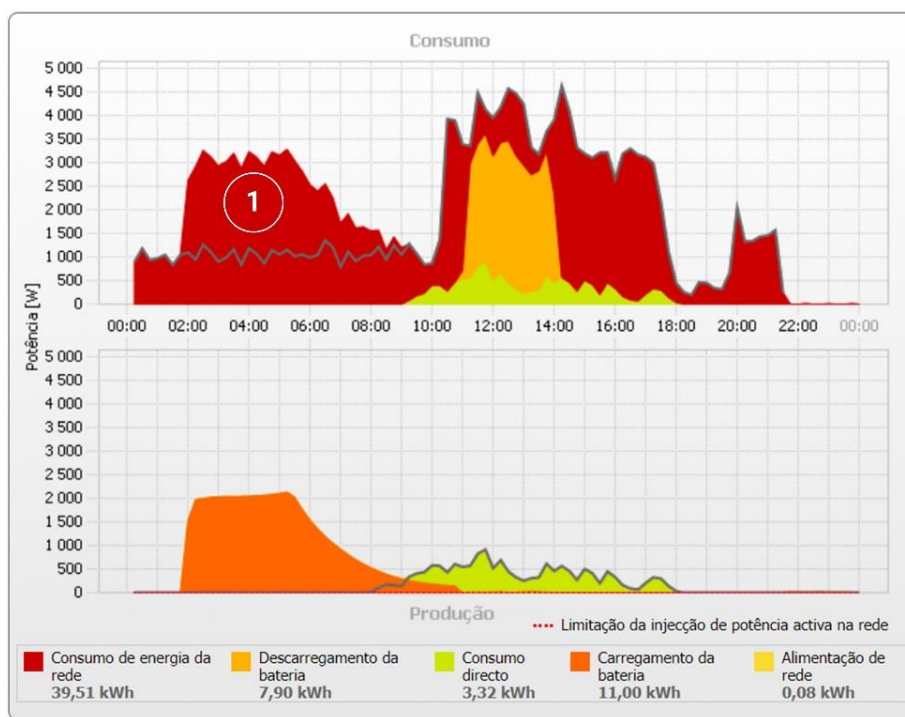 Consumo
5 000
4 500
4 000
3 500
3 000
2 500
2 000
1 500
1 000
500
0
1
00:00 02:00 04:00 06:00 08:00 10:00 12:00 14:00 16:00 18:00 20:00 22:00 00:00
Potência [W]
5 000
4 500
4 000
3 500
3 000
2 500
2 000
1 500
1 000
500
0
Produção
Limitação da injecção de potência activa na rede
Consumo de energia da rede
39,51 kWh
Descarregamento da bateria
7,90 kWh
Consumo directo
3,32 kWh
Carregamento da bateria
11,00 kWh
Alimentação de rede
0,08 kWh